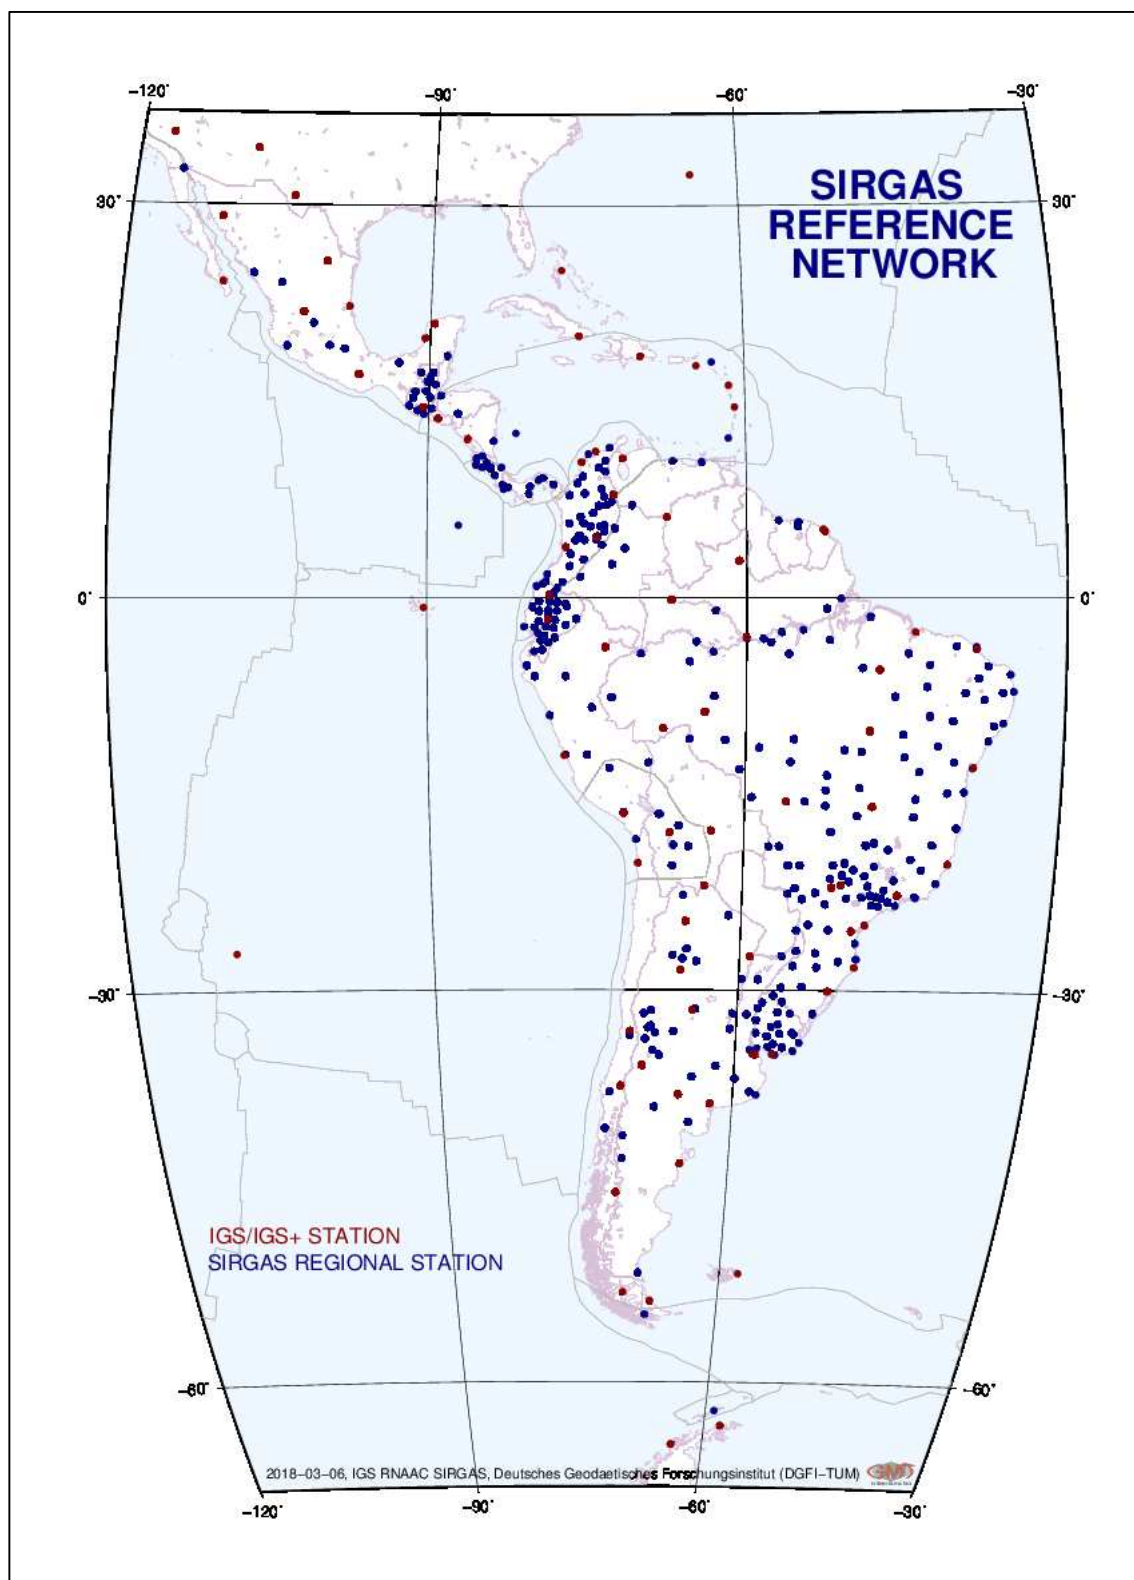 -120˚
-90˚
-60˚
-30˚
SIRGAS
REFERENCE
NETWORK
30˚
30˚
0˚
0˚
-30˚
-30˚
IGS/IGS+ STATION
SIRGAS REGIONAL STATION
-60˚
-60˚
2018-03-06, IGS RNAAC SIRGAS, Deutsches Geodaetisches Forschungsinstitut (DGFI-TUM)
GMT
-120˚
-90˚
-60˚
-30˚